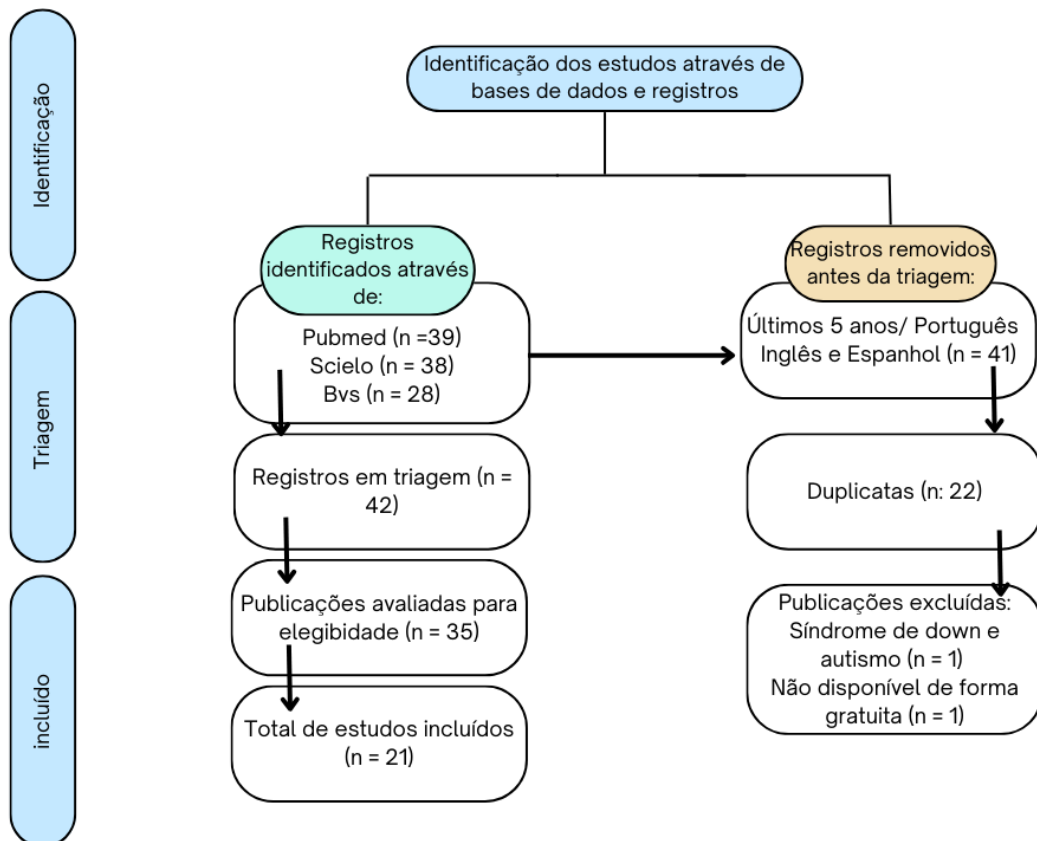 Identificação
Triagem
incluído
Identificação dos estudos através de
bases de dados e registros
Registros
identificados através
de:
Pubmed (n =39)
Scielo (n = 38)
Bvs (n = 28)
Registros em triagem (n =
42)
Publicações avaliadas para
elegibidade (n = 35)
Total de estudos incluídos
(n = 21)
Registros removidos
antes da triagem:
Últimos 5 anos/ Português
Inglês e Espanhol (n = 41)
Duplicatas (n: 22)
Publicações excluídas:
Síndrome de down e
autismo (n = 1)
Não disponível de forma
gratuita (n = 1)